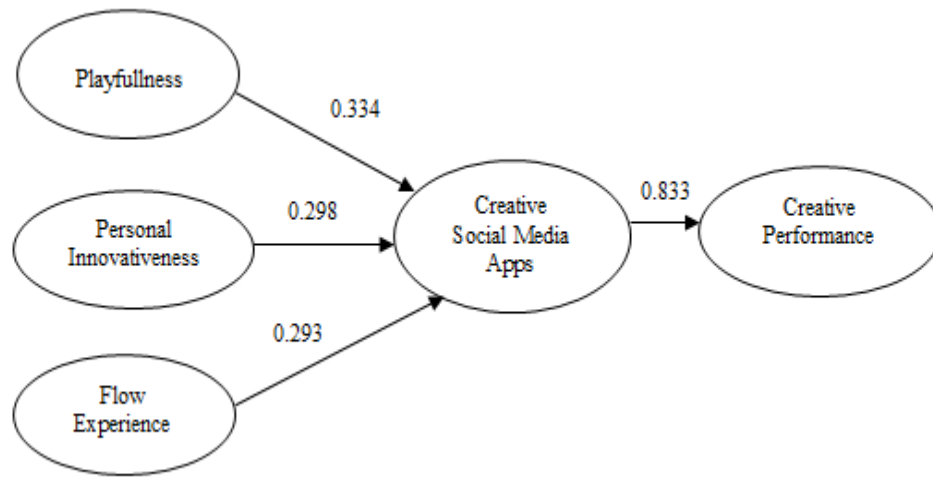 Playfullness
0.334
Personal
Innovativeness
0.298
Creative
Social Media
Apps
0.833
Creative
Performance
0.293
Flow
Experience